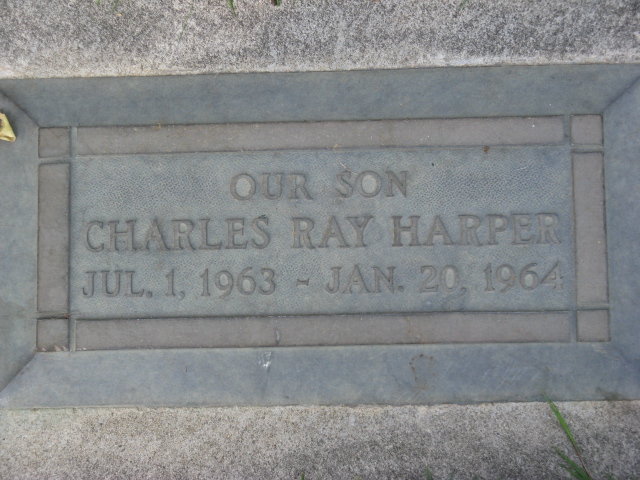 OUR SON
CHARLES RAY HARPER
JUL. 1, 1963 - JAN. 20, 1964